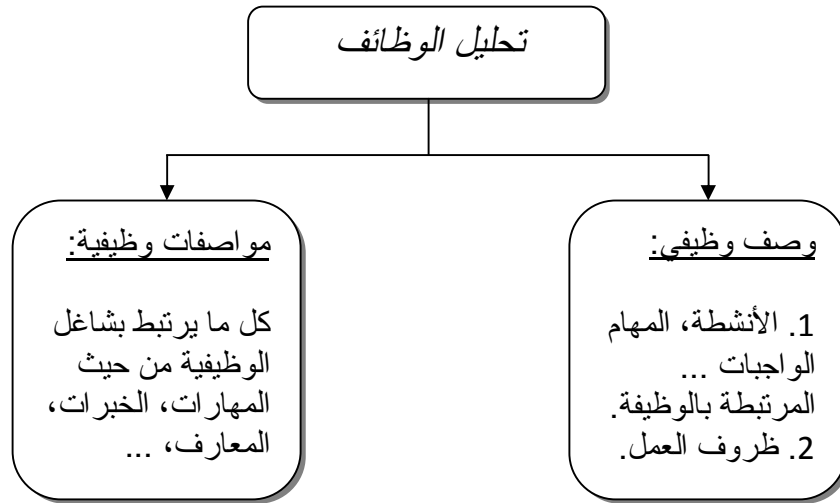 تحليل الوظائف
وصف وظيفي:
1. الأنشطة، المهام
الواجبات ...
المرتبطة بالوظيفة.
2. ظروف العمل.
مواصفات وظيفية:
كل ما يرتبط بشاغل
الوظيفية من حيث
المهارات، الخبرات،
المعارف، ...